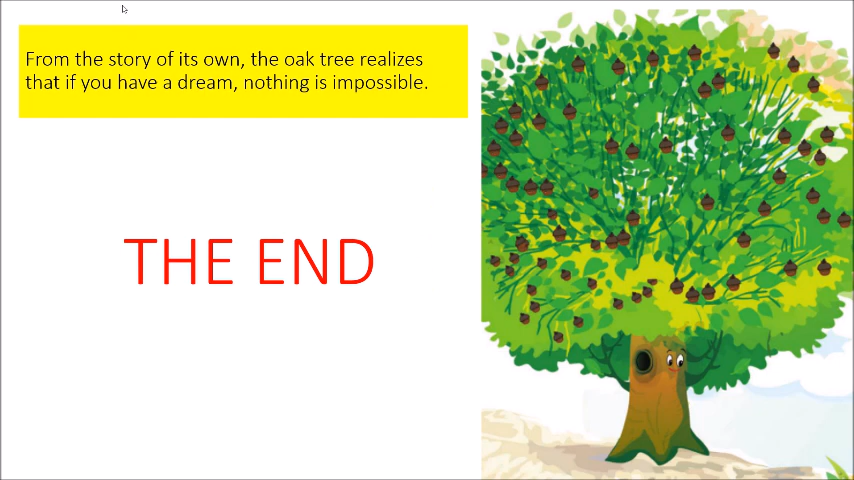 From the story of its own, the oak tree realizes
that if you have a dream, nothing is impossible.
THE END